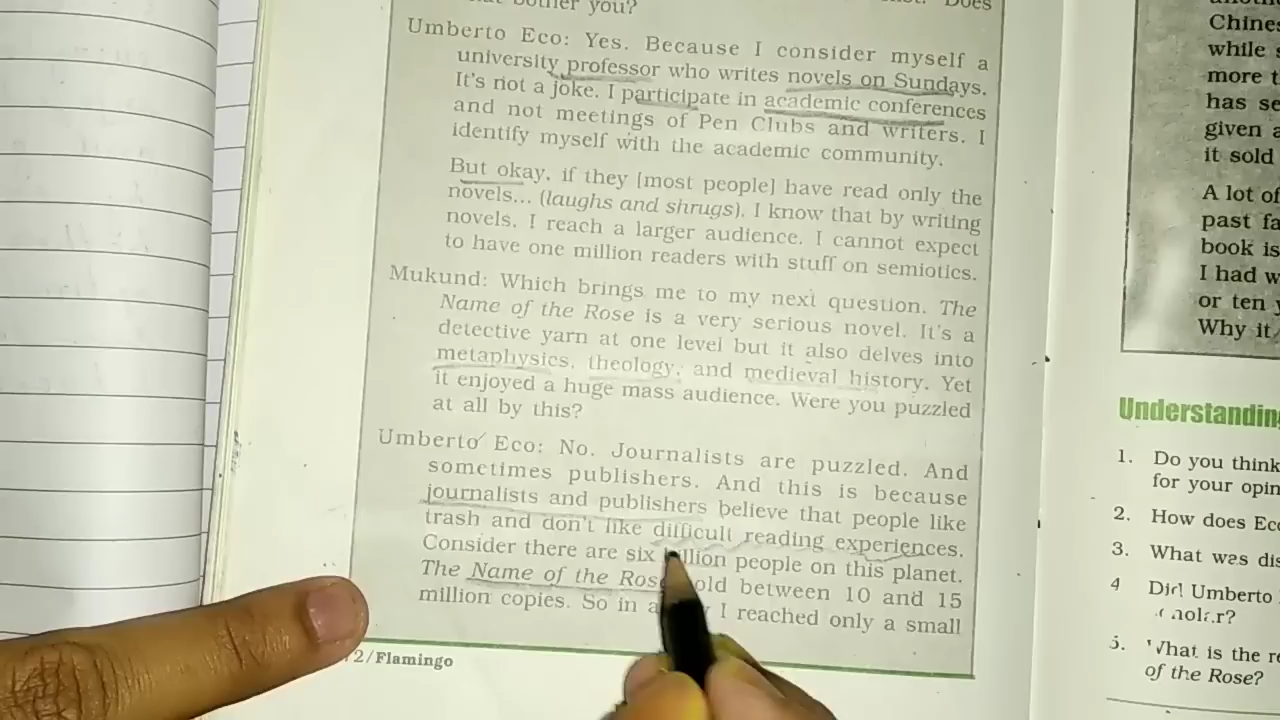 bother you?
Does
Umberto Eco: Yes. Because I consider myself a
university professor who writes novels on Sundays.
It's not a joke. I participate in academic conferences
and not meetings of Pen Clubs and writers. I
identify myself with the academic community.
But okay, if they [most people] have read only the
novels... (laughs and shrugs). I know that by writing
novels, I reach a larger audience. I cannot expect
to have one million readers with stuff on semiotics.
Mukund: Which brings me to my next question. The
Name of the Rose is a very serious novel. It's a
detective yarn at one level but it also delves into
metaphysics, theology, and medieval history. Yet
it enjoyed a huge mass audience. Were you puzzled
at all by this?
Umberto Eco: No. Journalists are puzzled. And
sometimes publishers. And this is because
journalists and publishers believe that people like
trash and don't like difficult reading experiences.
Consider there are six people on this planet.
The Name of the Rose sold between 10 and 15
million copies. So in a I reached only a small
2/Flamingo
while
more t
has se
given a
it sold
A lot of
past fa
book is
I had w
or ten
Why it
Understandin
1. Do you think
for your opin
2. How does Ec
3. What was dis
4 Did Umberto
5. What is the re
of the Rose?